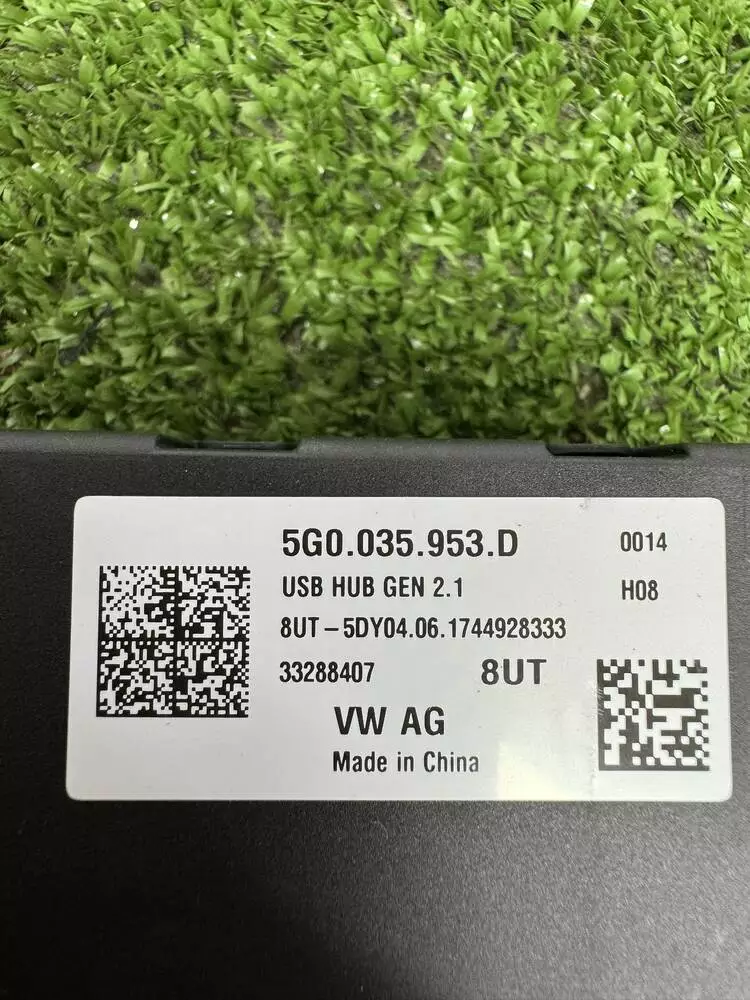 5G0.035.953.D 0014
USB HUB GEN 2.1 H08
8UT-5DY04.06.1744928333
33288407 8UT
VW AG
Made in China